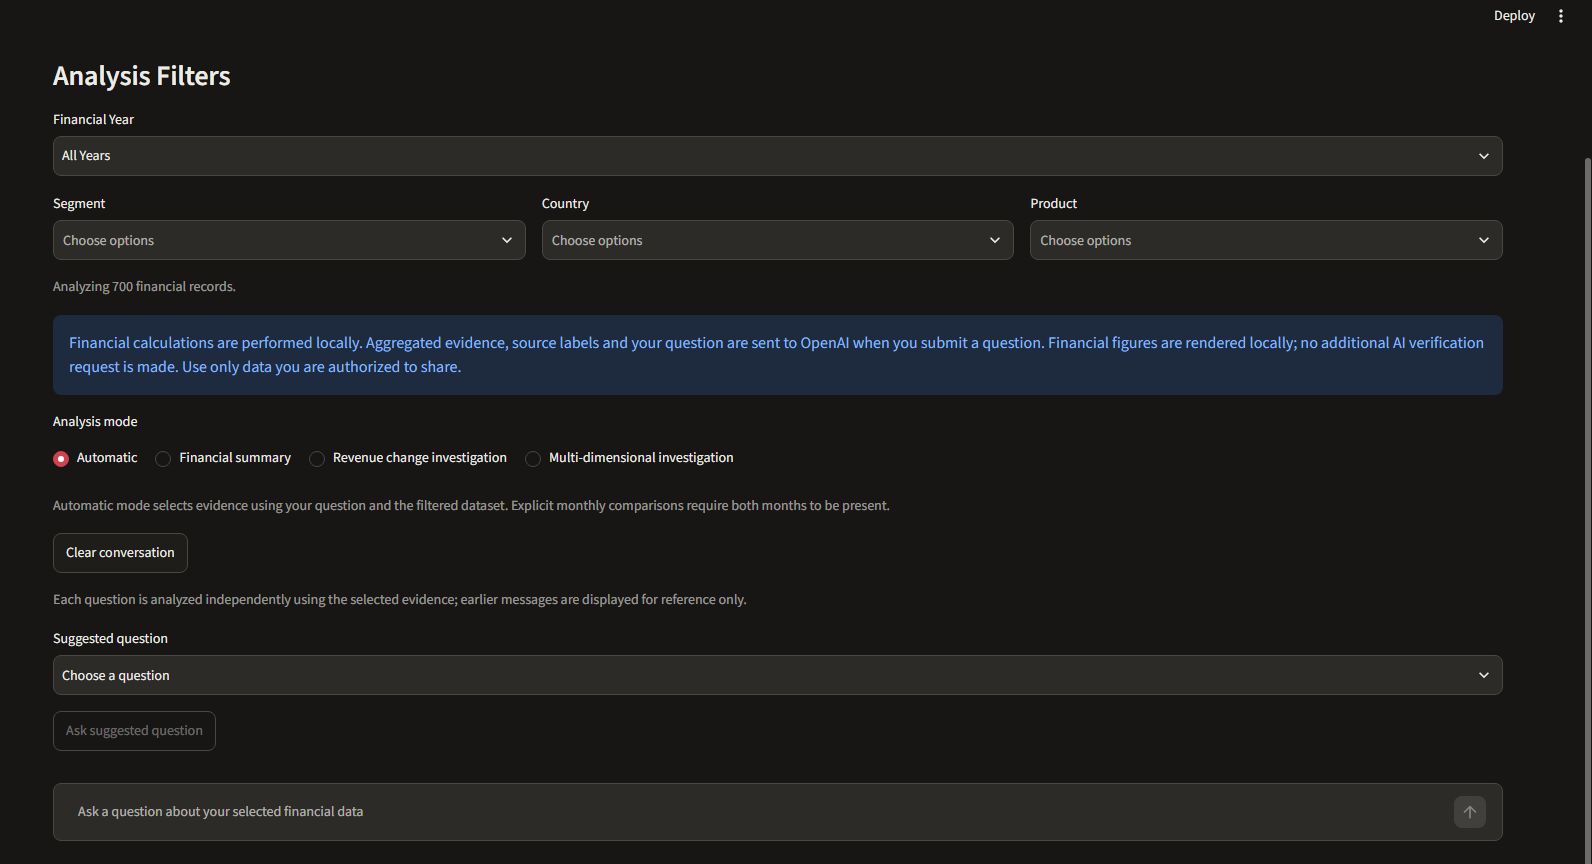 Deploy
Analysis Filters
Financial Year
All Years
Segment
Country
Product
Choose options
Choose options
Choose options
Analyzing 700 financial records.
Financial calculations are performed locally. Aggregated evidence, source labels and your question are sent to OpenAI when you submit a question. Financial figures are rendered locally; no additional AI verification
request is made. Use only data you are authorized to share.
Analysis mode
Automatic
Financial summary
Revenue change investigation
Multi-dimensional investigation
Automatic mode selects evidence using your question and the filtered dataset. Explicit monthly comparisons require both months to be present.
Clear conversation
Each question is analyzed independently using the selected evidence; earlier messages are displayed for reference only.
Suggested question
Choose a question
Ask suggested question
Ask a question about your selected financial data